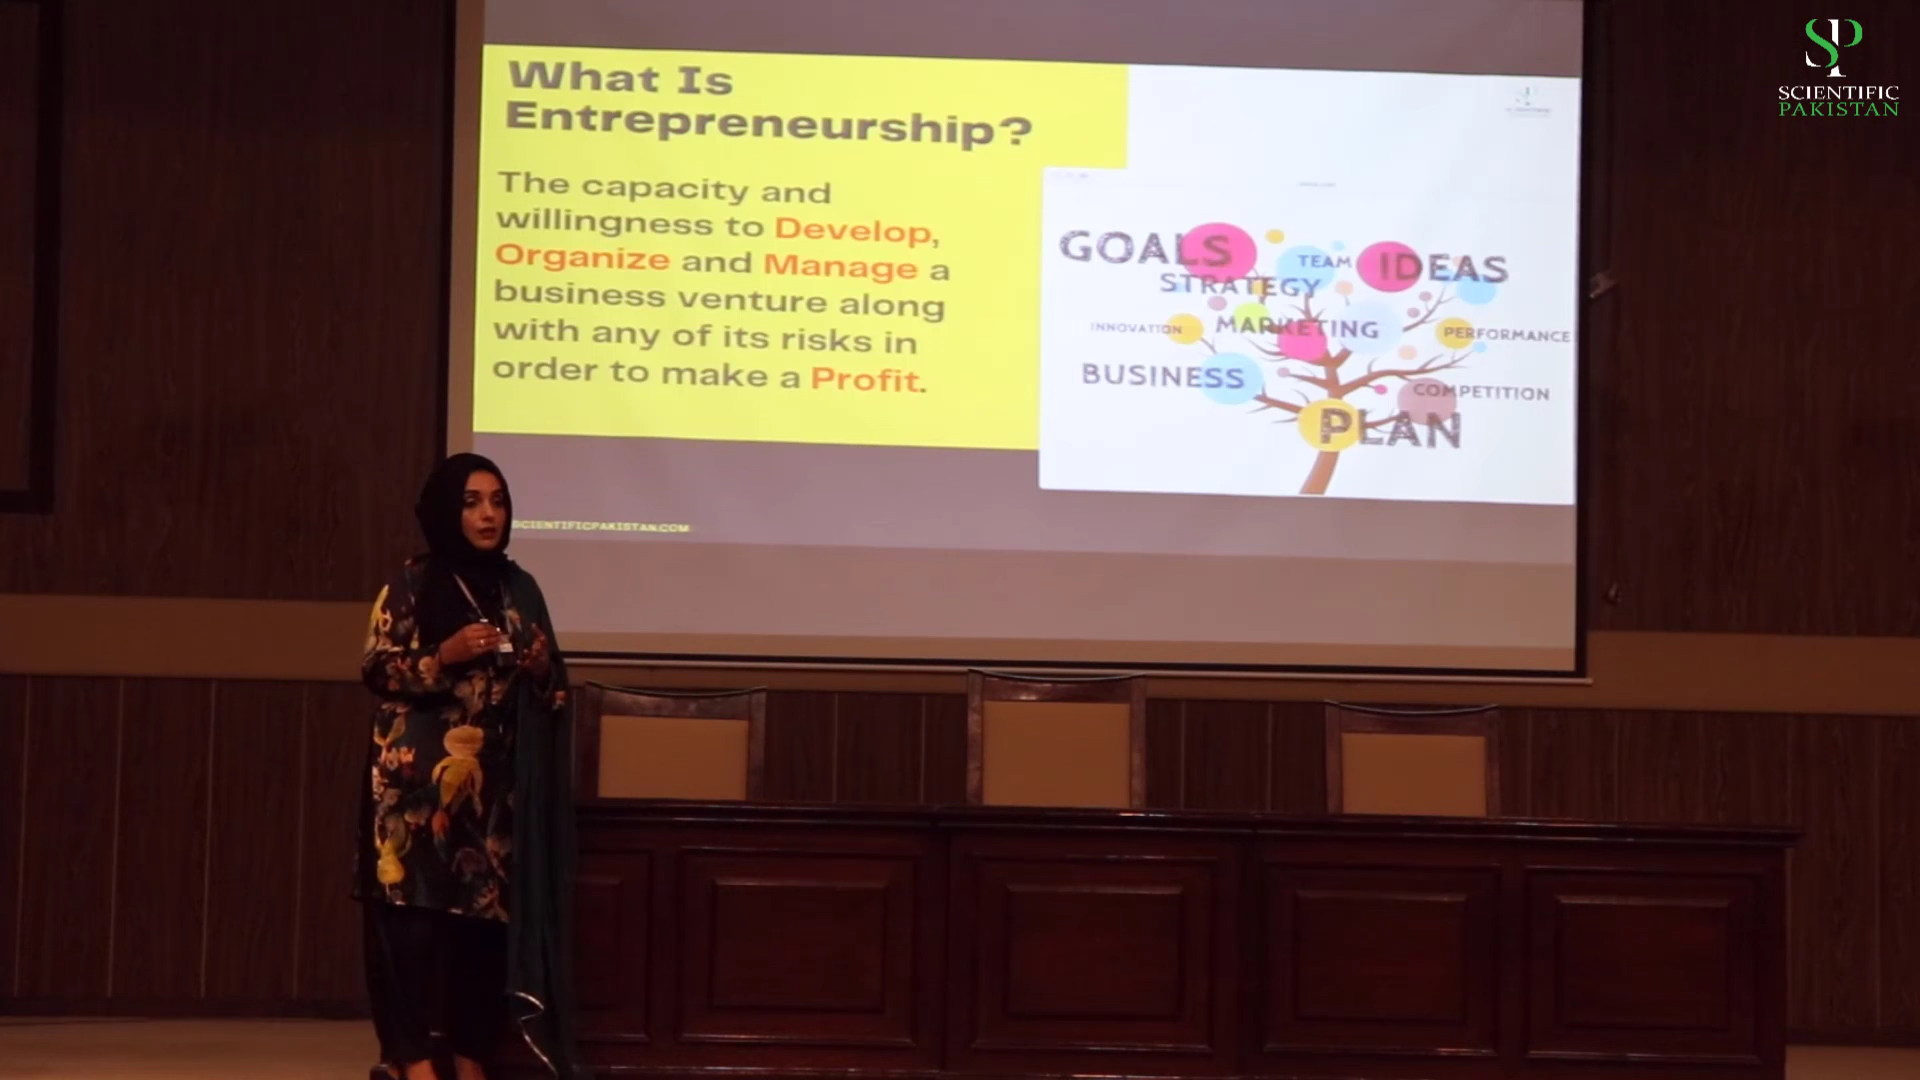 What Is
Entrepreneurship?
The capacity and
willingness to Develop,
Organize and Manage a
business venture along
with any of its risks in
order to make a Profit.
GOALS
TEAM
IDEAS
STRATEGY
INNOVATION
MARKETING
PERFORMANCE
BUSINESS
COMPETITION
PLAN
SCIENTIFICPAKISTAN.COM
SP
SCIENTIFIC
PAKISTAN